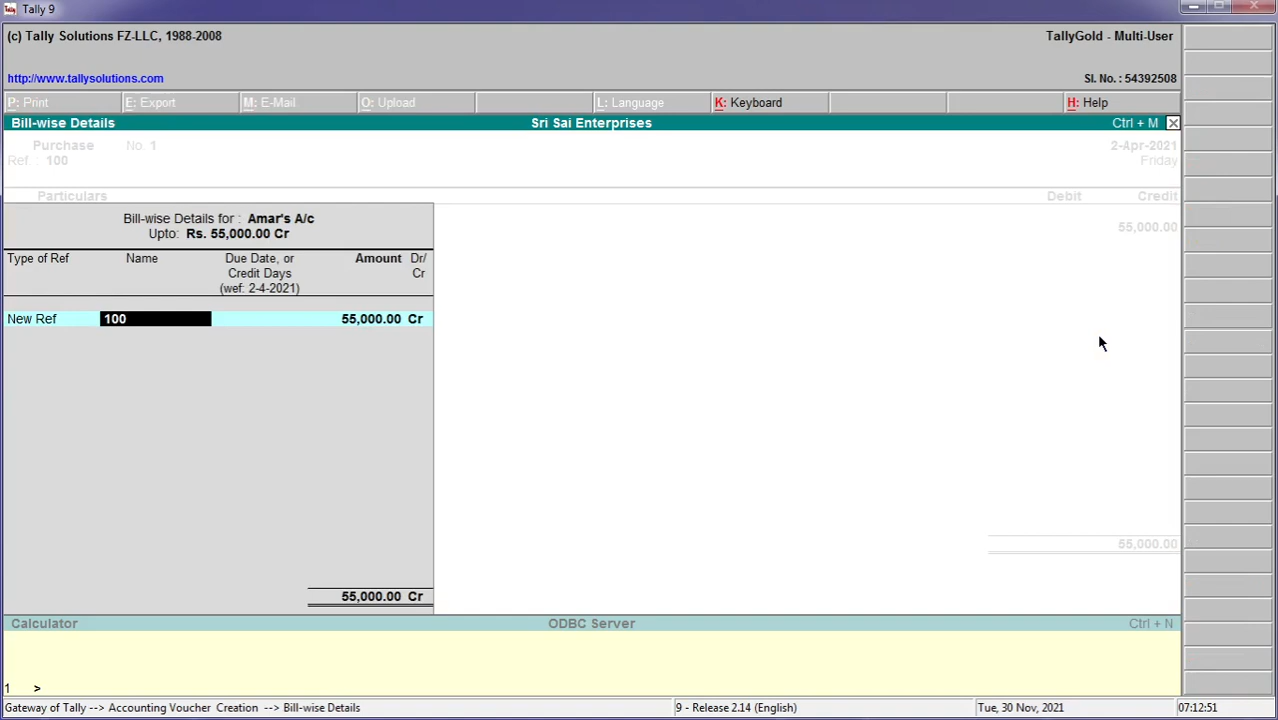 Tally Tally 9
(c) Tally Solutions FZ-LLC, 1988-2008 TallyGold - Multi-User
http://www.tallysolutions.com Sl. No. : 54392508
P: Print E: Export M: E-Mail O: Upload L: Language K: Keyboard H: Help
Bill-wise Details Sri Sai Enterprises Ctrl + M
Purchase No. 1 2-Apr-2021
Ref. : 100 Friday
Particulars Debit Credit
Bill-wise Details for : Amar's A/c
Upto: Rs. 55,000.00 Cr
55,000.00
Type of Ref Name Due Date, or Amount Dr/
Credit Days Cr
(wef: 2-4-2021)
New Ref 100 55,000.00 Cr
55,000.00
55,000.00 Cr
Calculator ODBC Server Ctrl + N
1 >
Gateway of Tally --> Accounting Voucher Creation --> Bill-wise Details 9 - Release 2.14 (English) Tue, 30 Nov, 2021 07:12:51